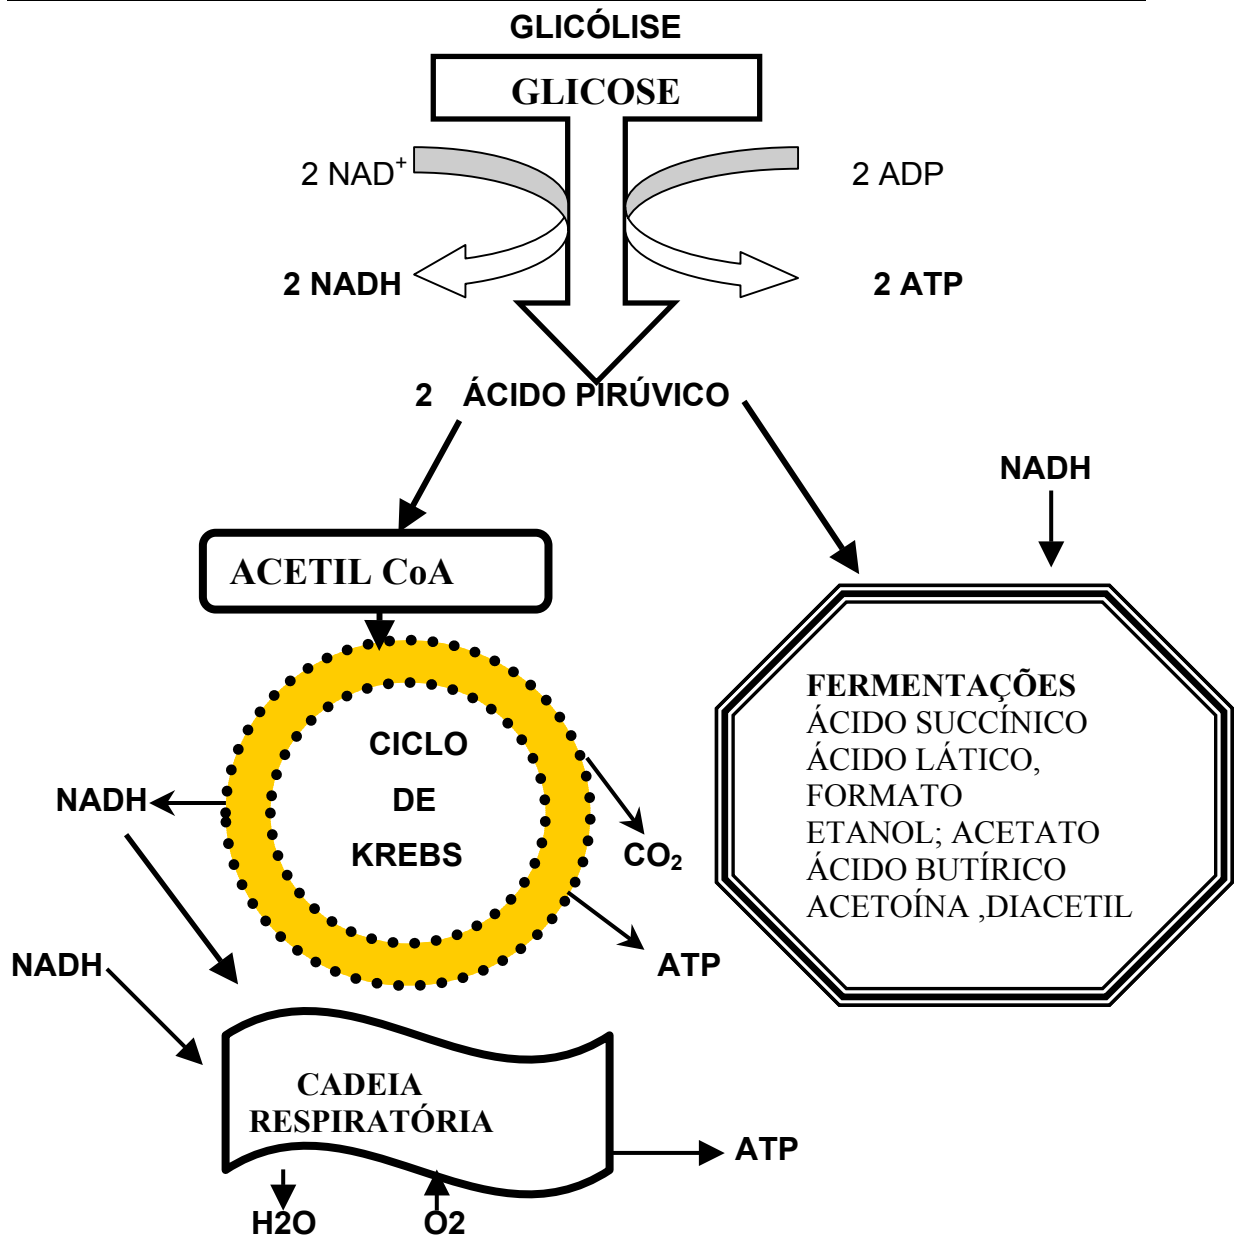 GLICÓLISE
GLICOSE
2 NAD⁺
2 ADP
2 NADH
2 ATP
2 ÁCIDO PIRÚVICO
NADH
ACETIL CoA
FERMENTAÇÕES
ÁCIDO SUCCÍNICO
ÁCIDO LÁTICO,
FORMATO
ETANOL; ACETATO
ÁCIDO BUTÍRICO
ACETOÍNA ,DIACETIL
CICLO
DE
KREBS
NADH
CO₂
ATP
NADH
CADEIA
RESPIRATÓRIA
ATP
H2O
O2